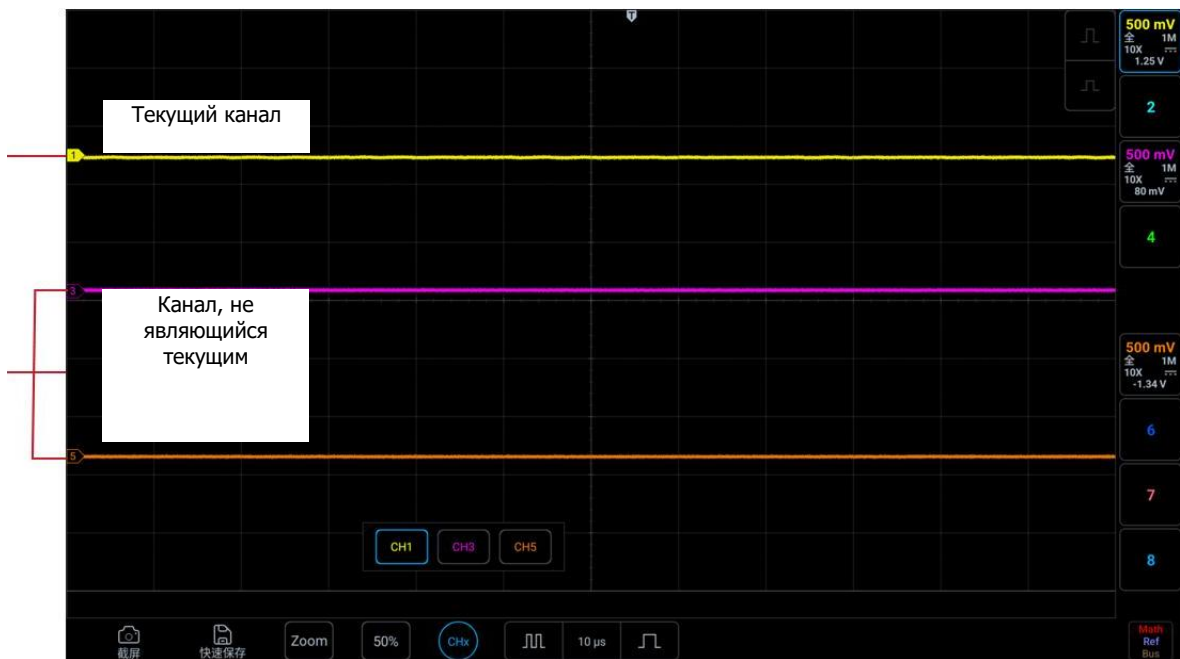 T
500 mV
全 1M
10X
1.25 V
2
Текущий канал
1
500 mV
全 1M
10X
80 mV
4
3
Канал, не
являющийся
текущим
500 mV
全 1M
10X
-1.34 V
6
5
7
CH1 CH3 CH5
8
截屏
快速保存
Zoom
50%
CHx
10 μs
Math
Ref
Bus